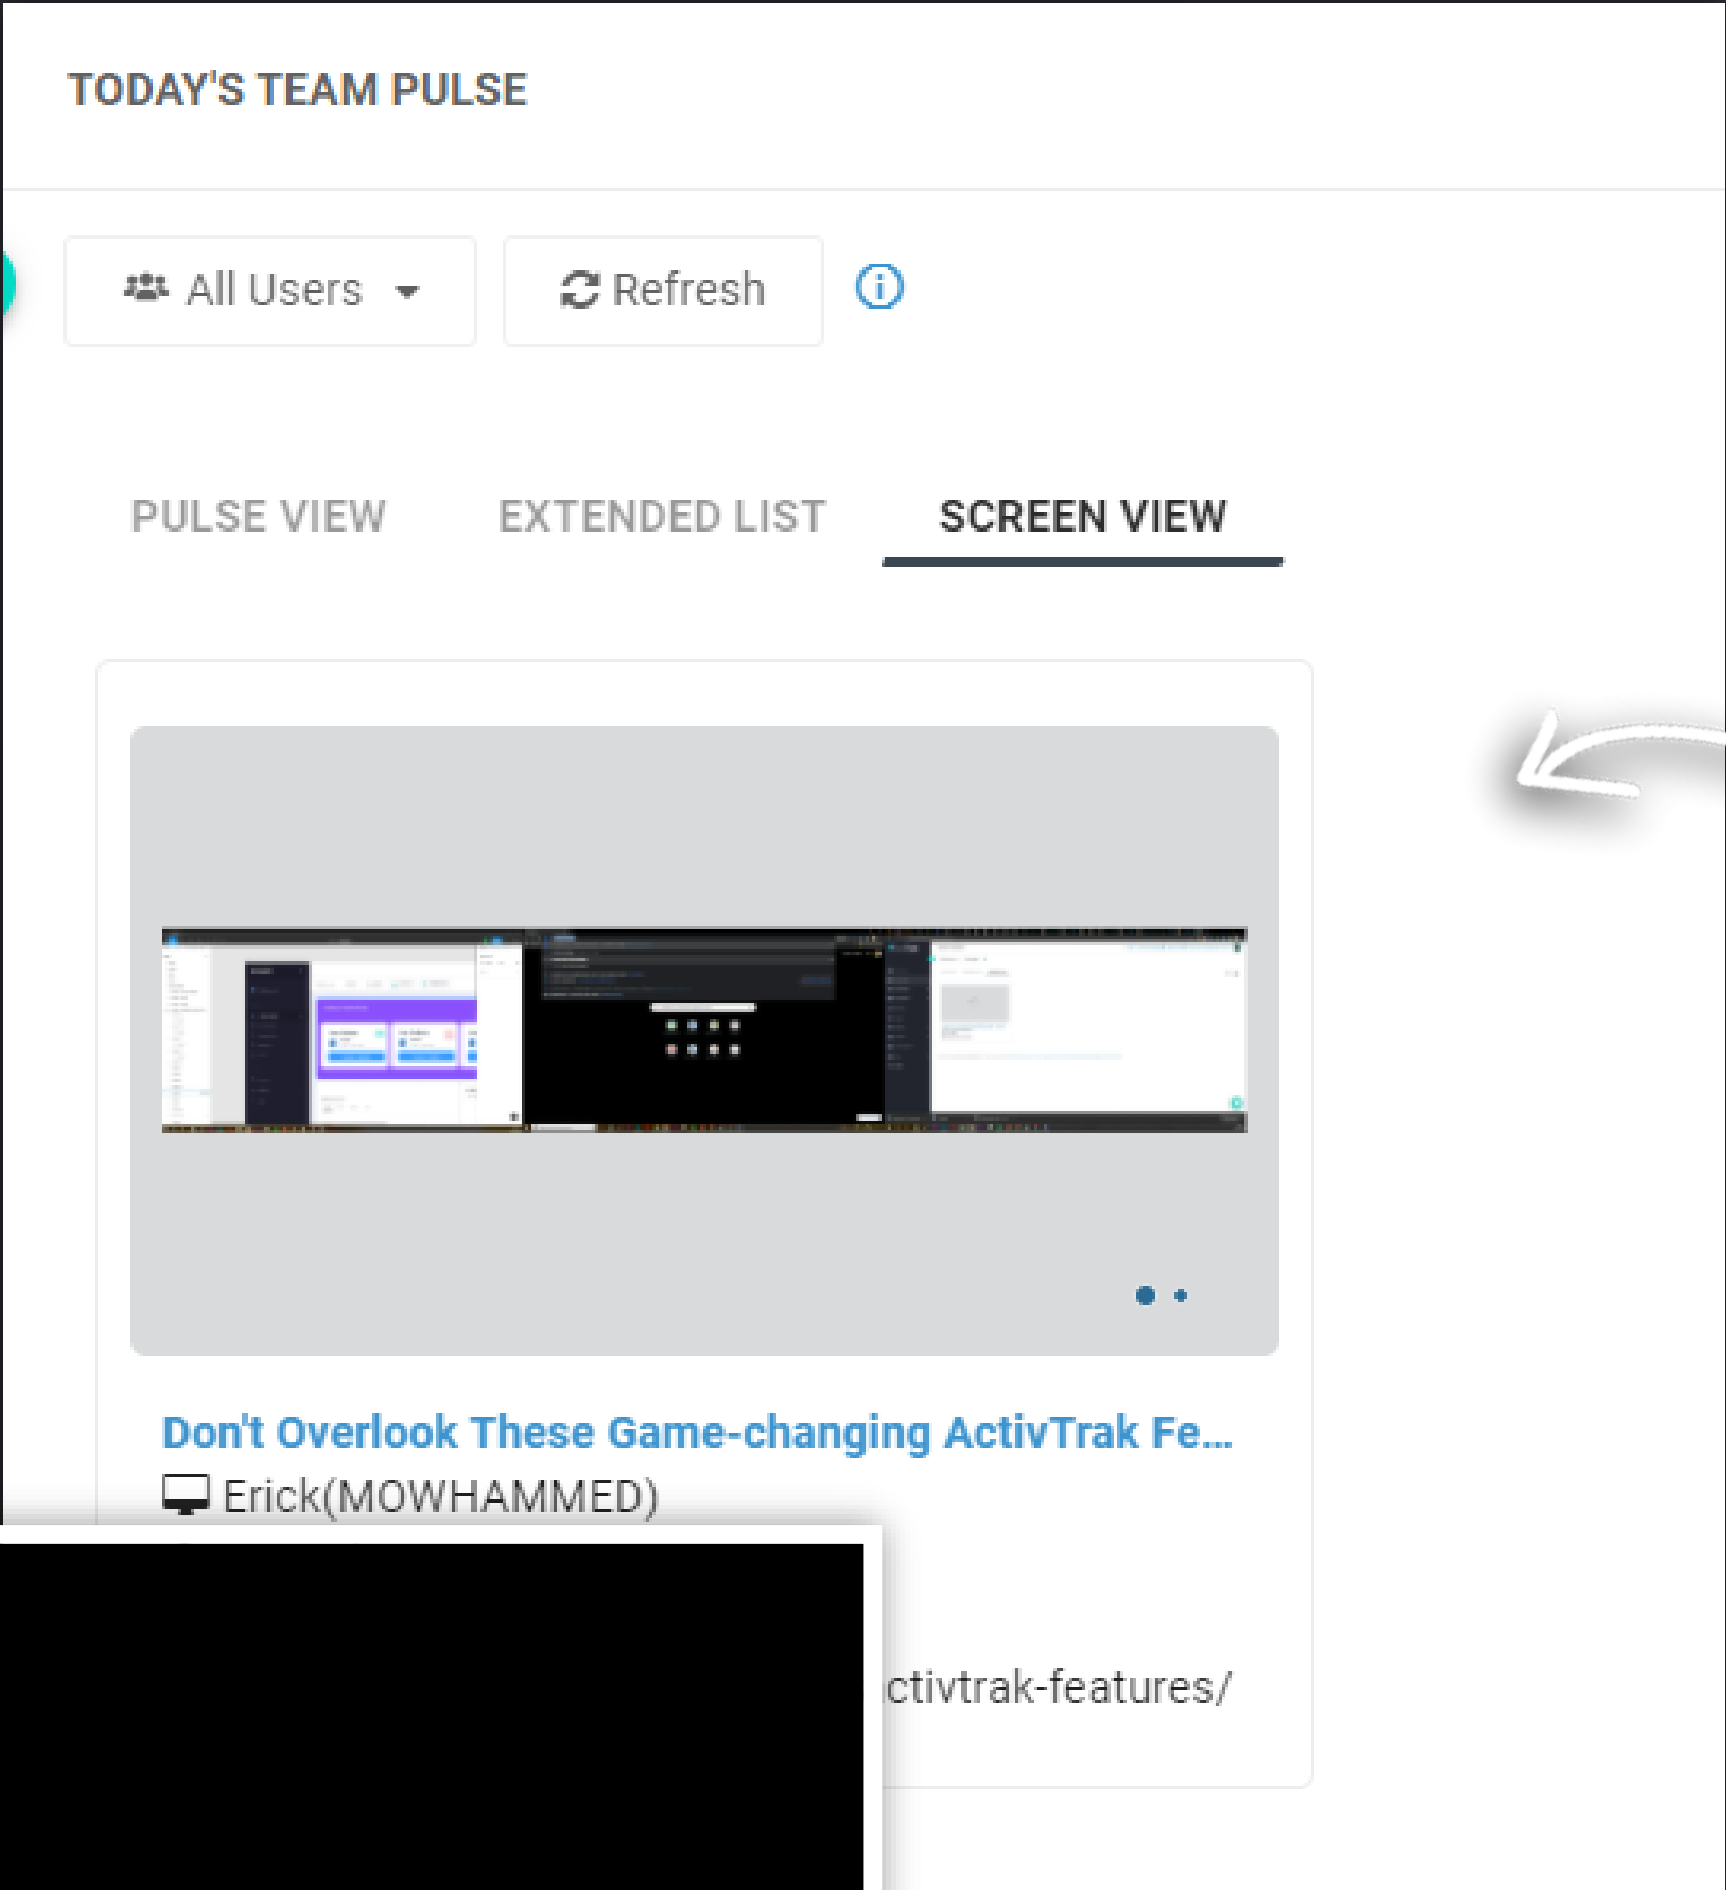 TODAY'S TEAM PULSE
All Users
Refresh
PULSE VIEW
EXTENDED LIST
SCREEN VIEW
Don't Overlook These Game-changing ActivTrak Fe...
Erick(MOWHAMMED)
ctivtrak-features/